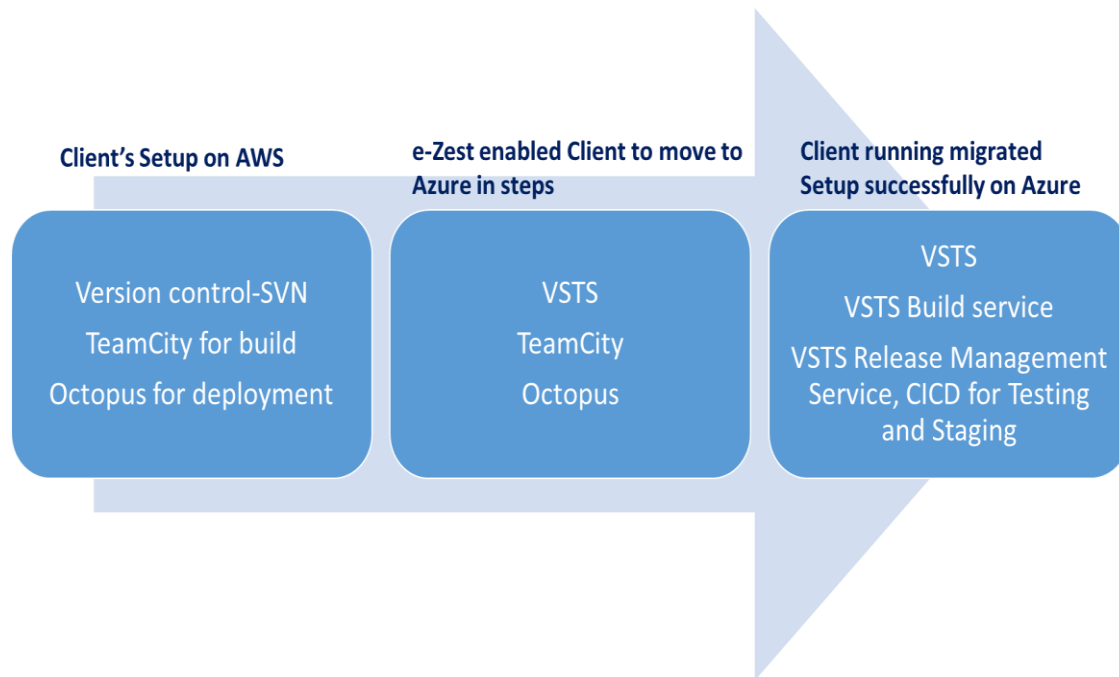 Client's Setup on AWS
Version control-SVN
TeamCity for build
Octopus for deployment
e-Zest enabled Client to move to
Azure in steps
VSTS
TeamCity
Octopus
Client running migrated
Setup successfully on Azure
VSTS
VSTS Build service
VSTS Release Management
Service, CICD for Testing
and Staging